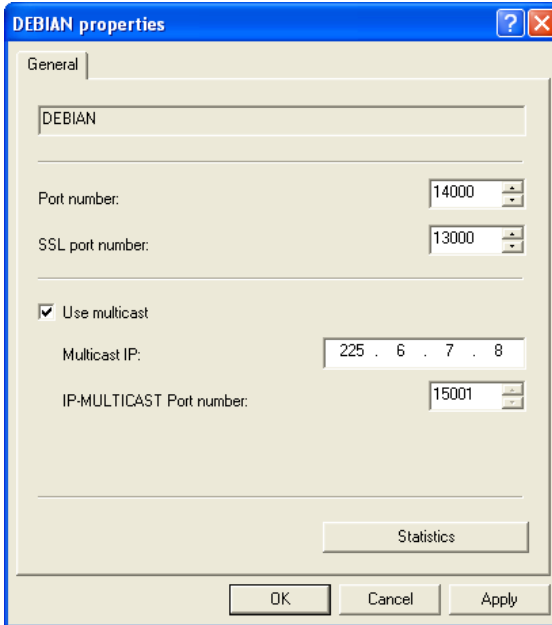 DEBIAN properties
General
DEBIAN
Port number: 14000
SSL port number: 13000
Use multicast
Multicast IP: 225 . 6 . 7 . 8
IP-MULTICAST Port number: 15001
Statistics
OK Cancel Apply